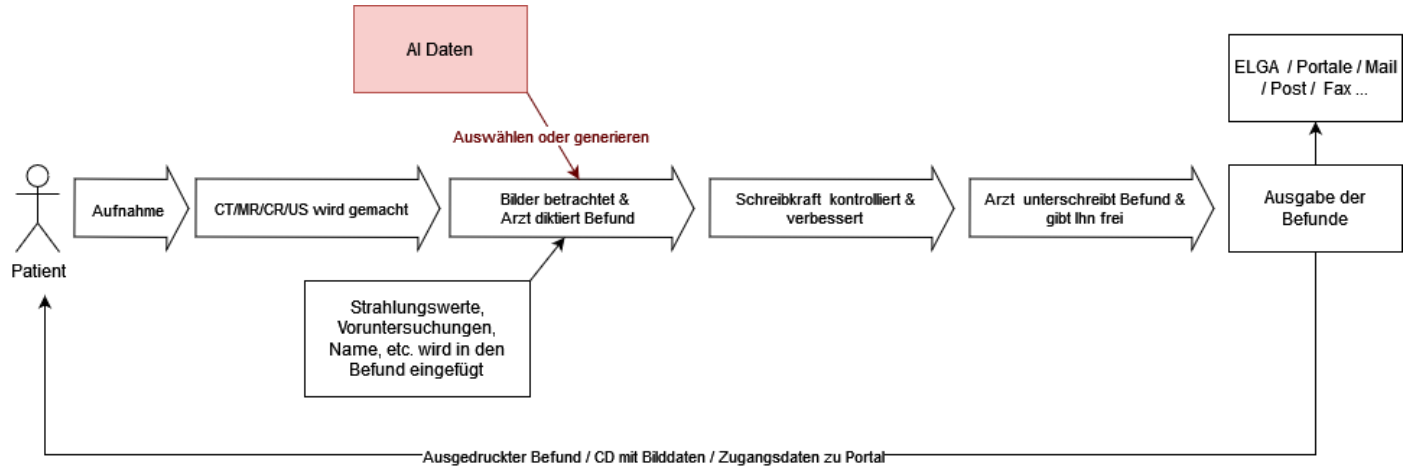 AI Daten
ELGA / Portale / Mail
/ Post / Fax ...
Auswählen oder generieren
Patient
Aufnahme
CT/MR/CR/US wird gemacht
Bilder betrachtet &
Arzt diktiert Befund
Schreibkraft kontrolliert &
verbessert
Arzt unterschreibt Befund &
gibt Ihn frei
Ausgabe der
Befunde
Strahlungswerte,
Voruntersuchungen,
Name, etc. wird in den
Befund eingefügt
Ausgedruckter Befund / CD mit Bilddaten / Zugangsdaten zu Portal